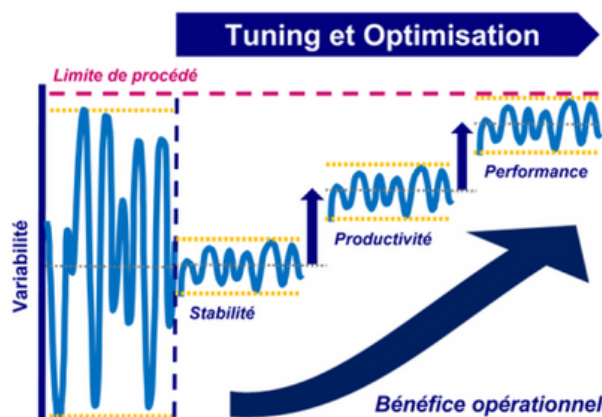 Tuning et Optimisation
Limite de procédé
Variabilité
Stabilité
Productivité
Performance
Bénéfice opérationnel